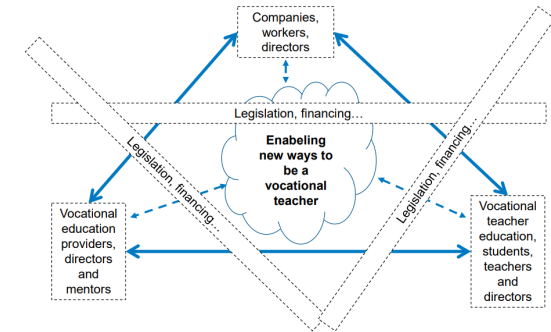 Companies,
workers,
directors
Legislation, financing...
Enabeling
new ways to
be a
vocational
teacher
Legislation, financing...
Legislation, financing...
Vocational
education
providers,
directors
and
mentors
Vocational
teacher
education,
students,
teachers
and
directors